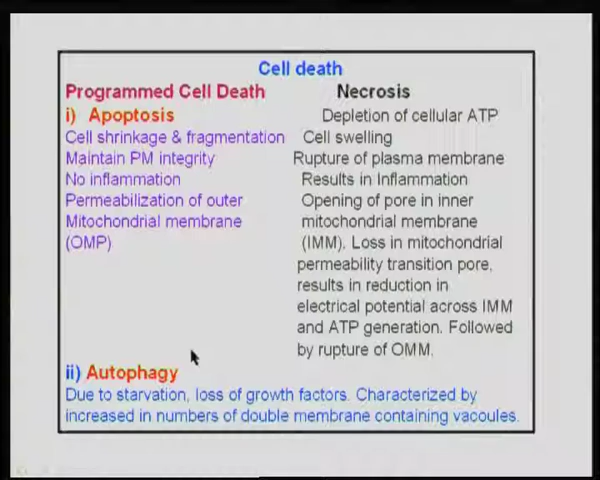 Cell death
Programmed Cell Death Necrosis
i) Apoptosis Depletion of cellular ATP
Cell shrinkage & fragmentation Cell swelling
Maintain PM integrity Rupture of plasma membrane
No inflammation Results in Inflammation
Permeabilization of outer Opening of pore in inner
Mitochondrial membrane mitochondrial membrane
(OMP) (IMM). Loss in mitochondrial
permeability transition pore,
results in reduction in
electrical potential across IMM
and ATP generation. Followed
by rupture of OMM.
ii) Autophagy
Due to starvation, loss of growth factors. Characterized by
increased in numbers of double membrane containing vacoules.